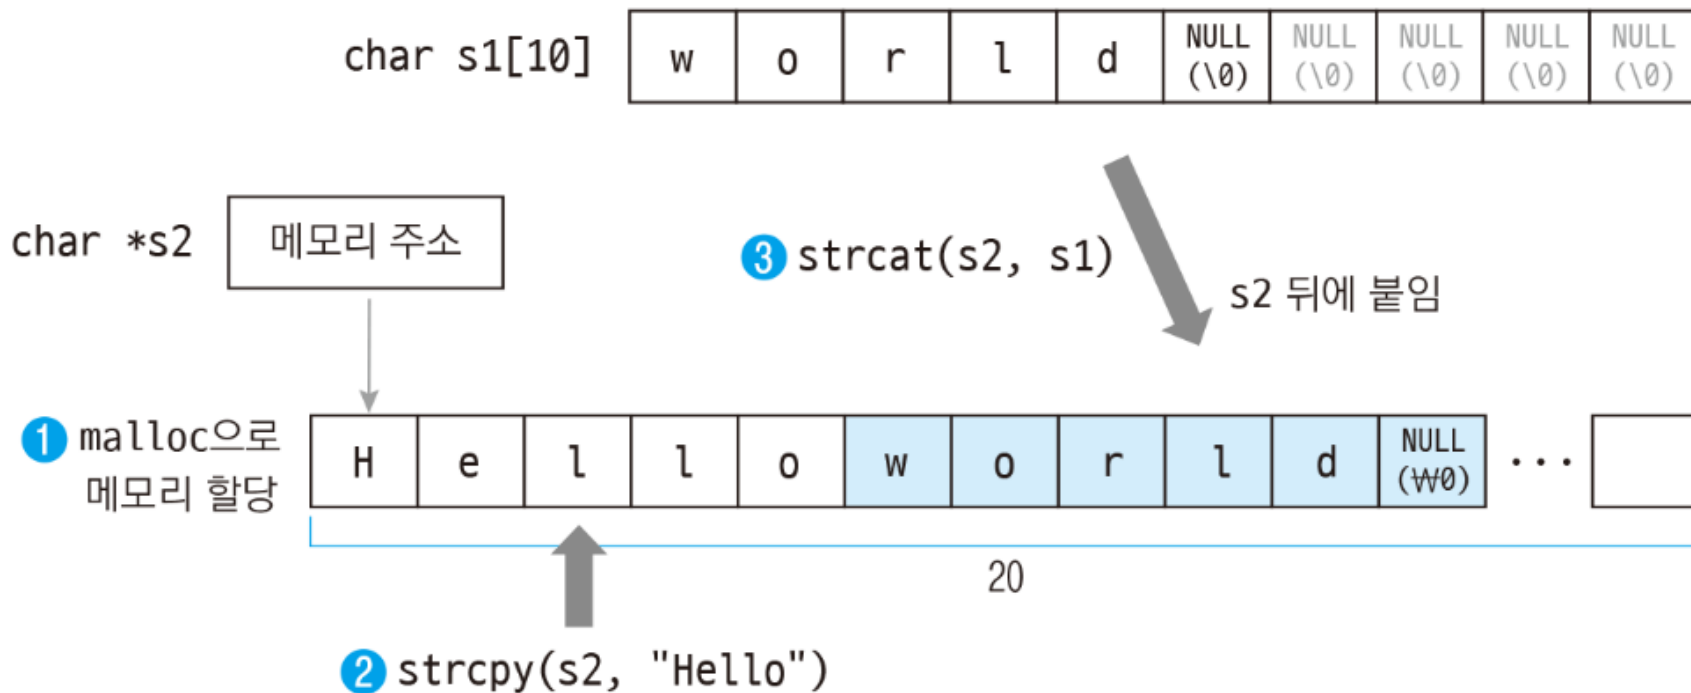 char s1[10] w o r l d NULL (\0) NULL (\0) NULL (\0) NULL (\0) NULL (\0)
char *s2 메모리 주소
3 strcat(s2, s1)
s2 뒤에 붙임
1 malloc으로
메모리 할당
H e l l o w o r l d NULL (₩0) ...
20
2 strcpy(s2, "Hello")